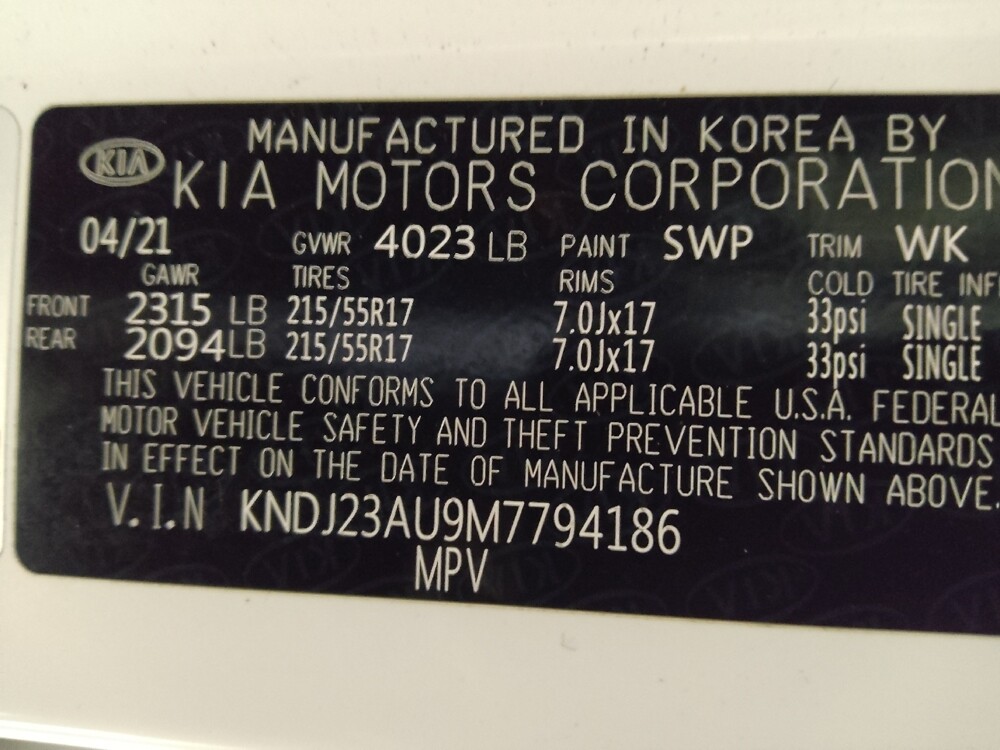 MANUFACTURED IN KOREA BY
KIA KIA MOTORS CORPORATION
04/21 GVWR 4023 LB PAINT SWP TRIM WK
GAWR TIRES RIMS COLD TIRE INF
FRONT 2315 LB 215/55R17 7.0Jx17 33psi SINGLE
REAR 2094 LB 215/55R17 7.0Jx17 33psi SINGLE
THIS VEHICLE CONFORMS TO ALL APPLICABLE U.S.A. FEDERAL
MOTOR VEHICLE SAFETY AND THEFT PREVENTION STANDARDS
IN EFFECT ON THE DATE OF MANUFACTURE SHOWN ABOVE.
V.I.N KNDJ23AU9M7794186
MPV